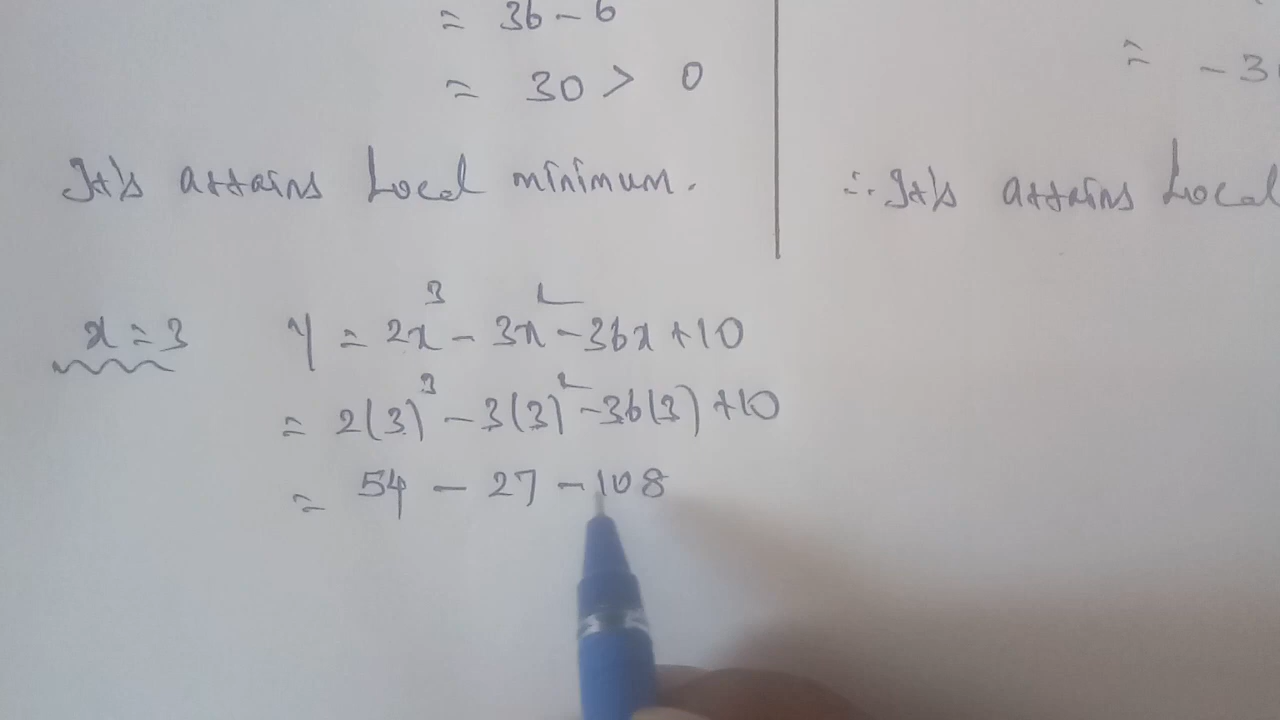 = 36 - 6
= 30 > 0
It's attains Local minimum.
= -3
∴ It's attains Local
x = 3 y = 2x³ - 3x² - 36x + 10
= 2(3)³ - 3(3)² - 36(3) + 10
= 54 - 27 - 108